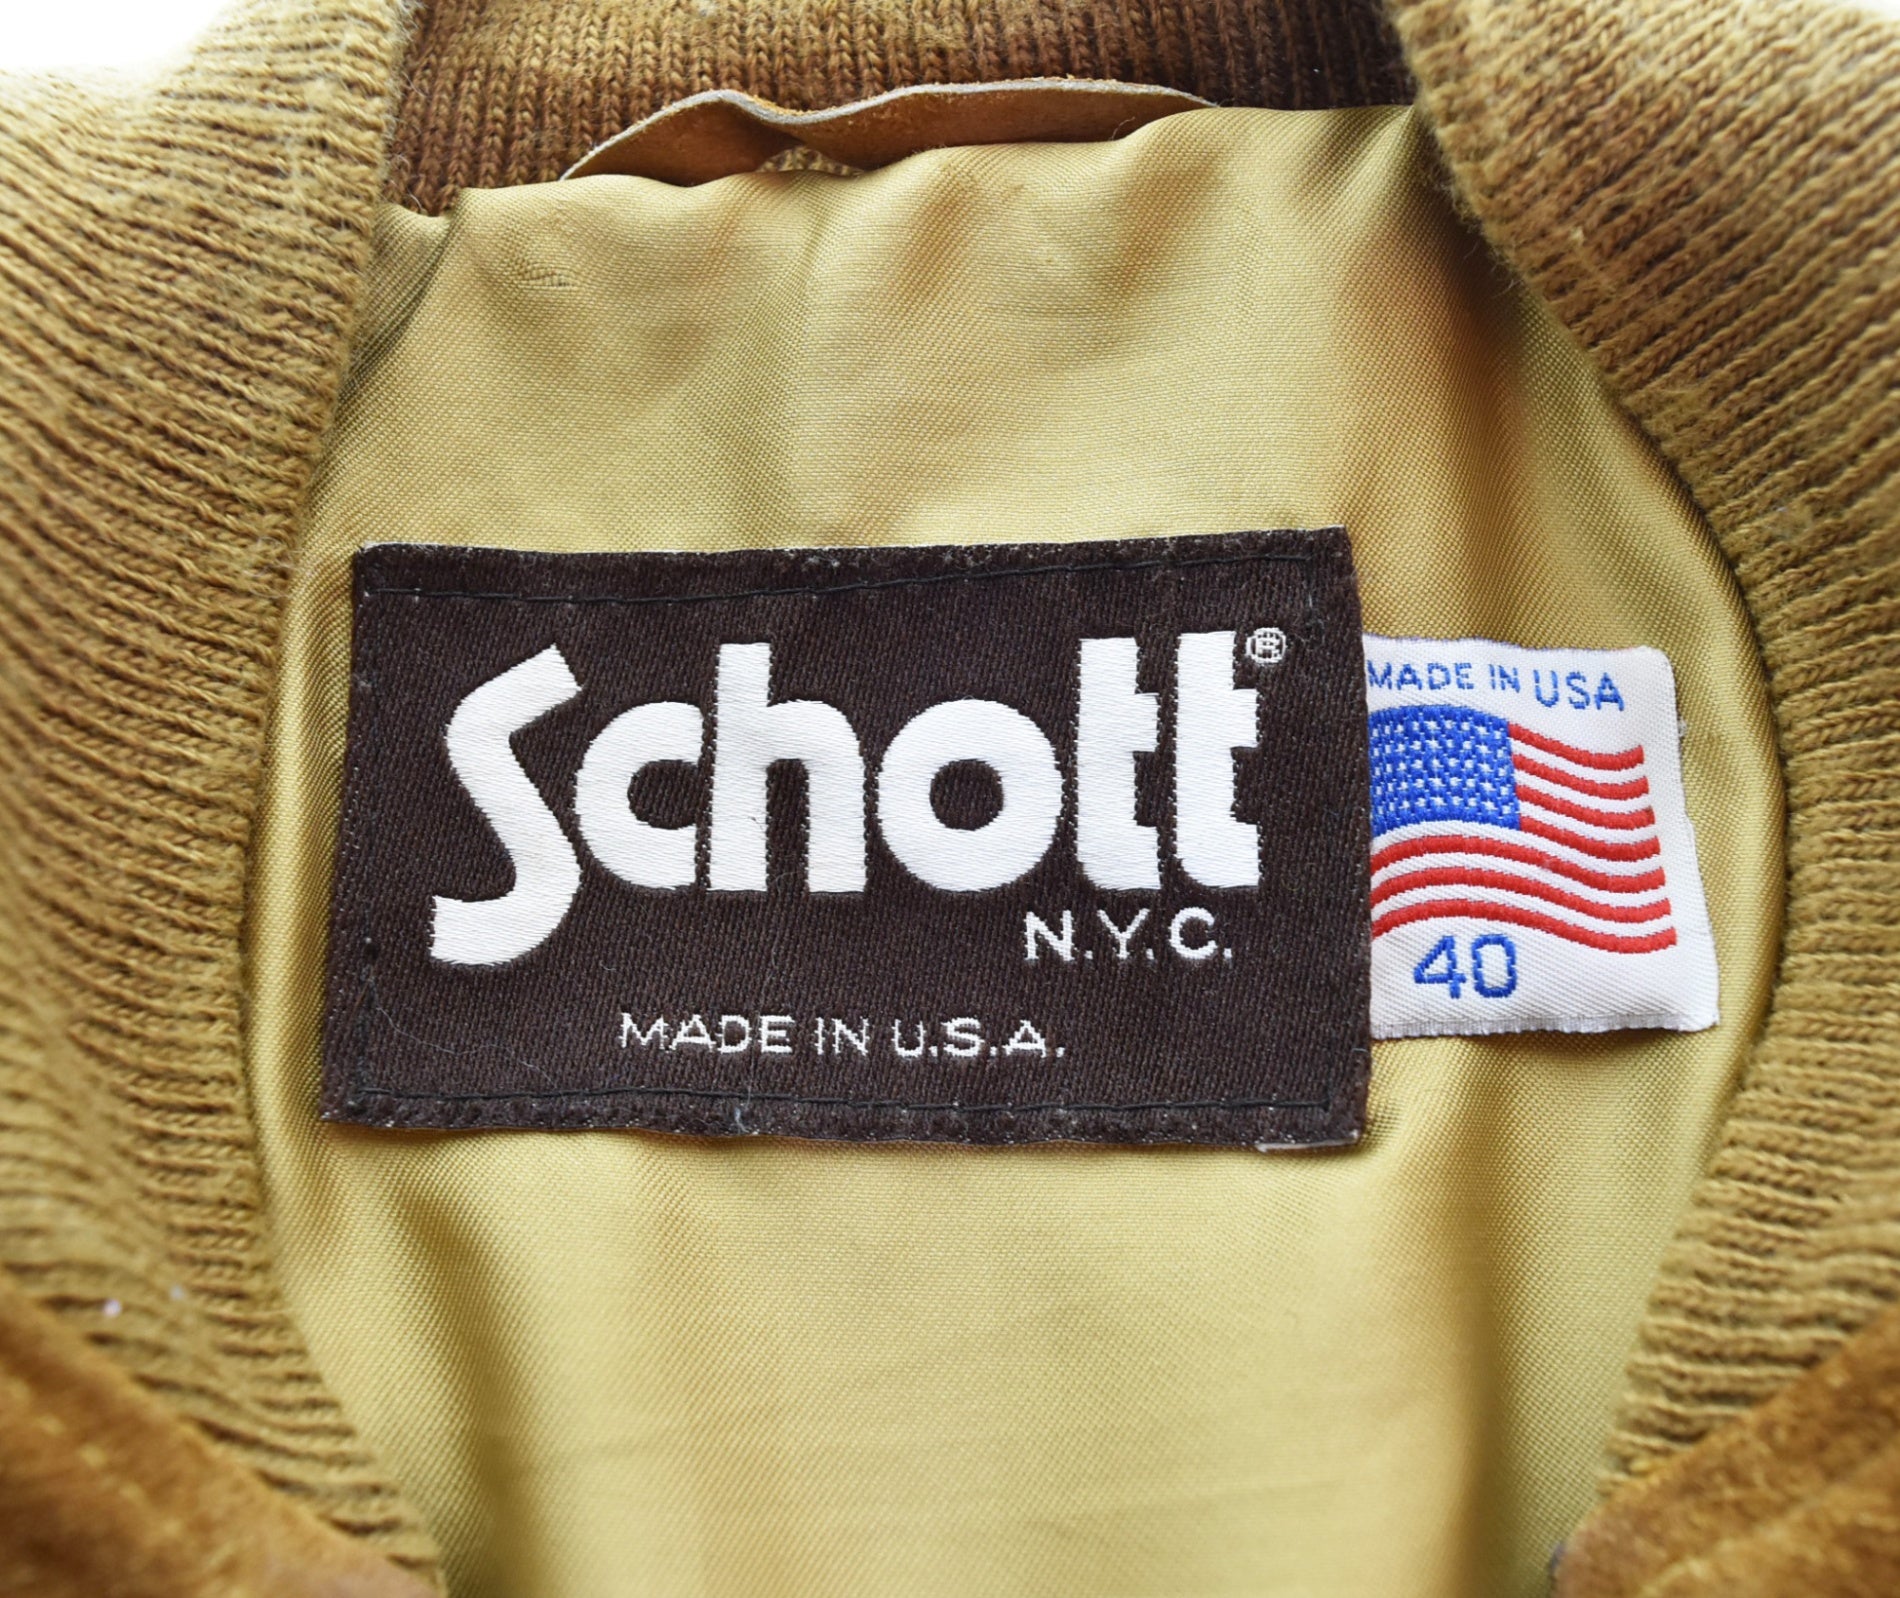 Schott®
N.Y.C.
MADE IN U.S.A.
MADE IN USA
40